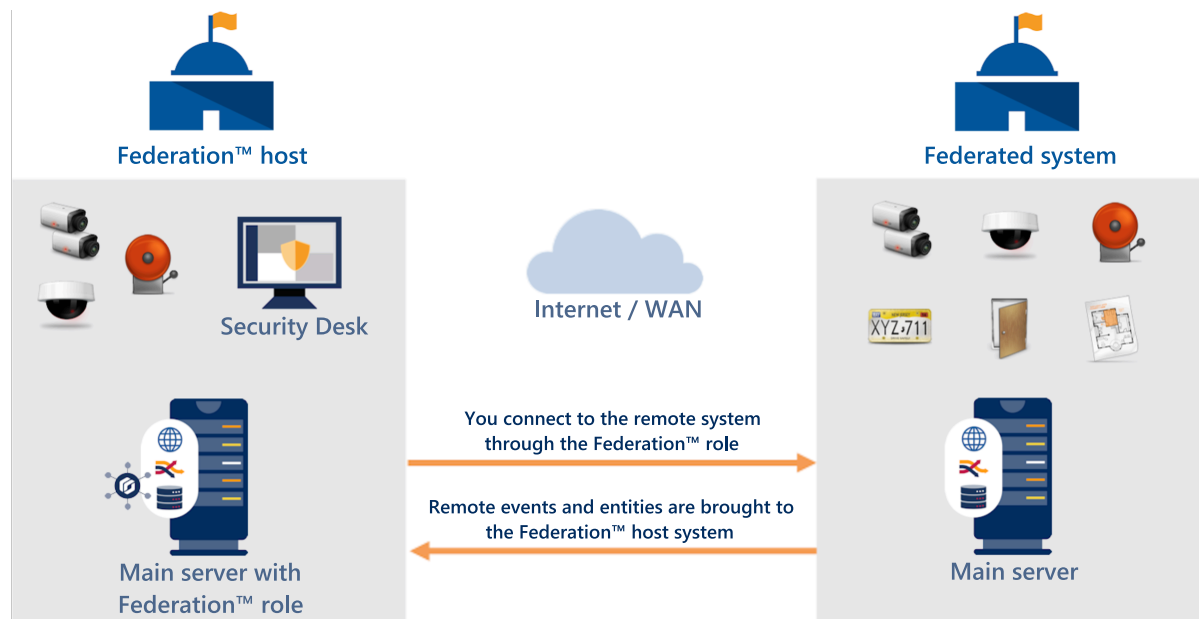 Federation™ host
Federated system
Security Desk
Internet / WAN
XYZ•711
You connect to the remote system
through the Federation™ role
Remote events and entities are brought to
the Federation™ host system
Main server with
Federation™ role
Main server